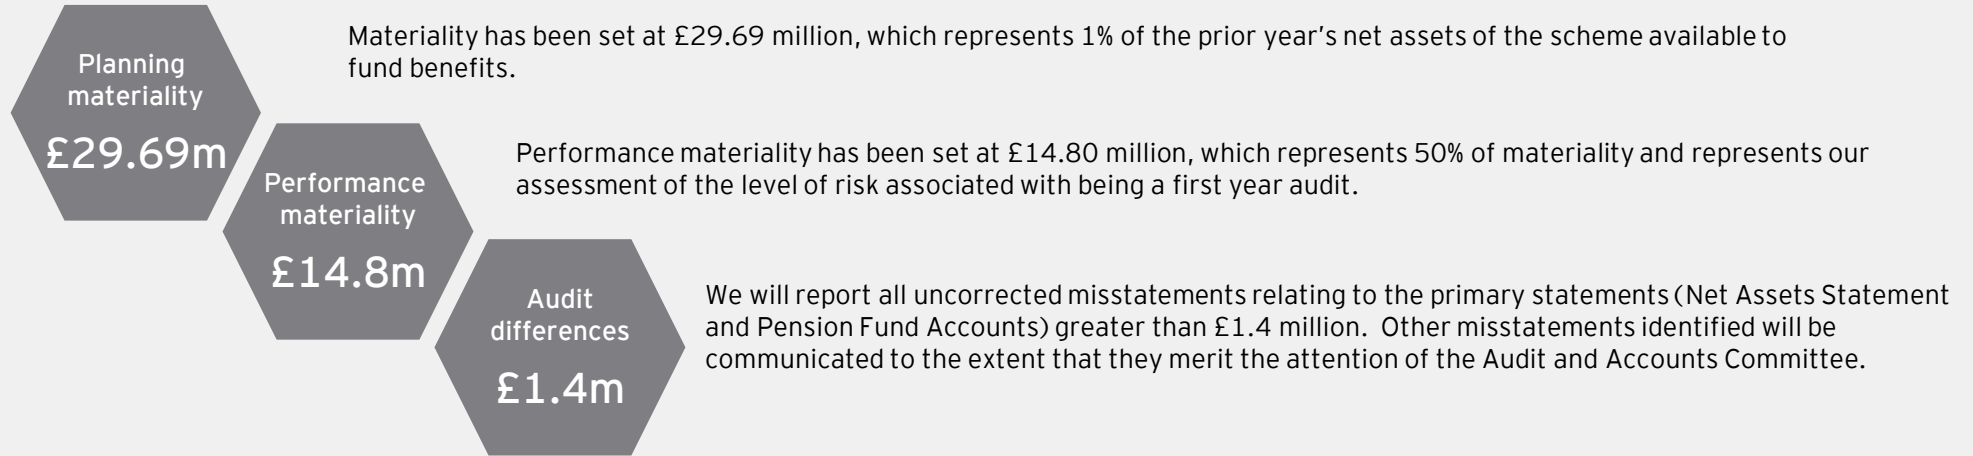 Planning
materiality
£29.69m
Materiality has been set at £29.69 million, which represents 1% of the prior year’s net assets of the scheme available to
fund benefits.
Performance
materiality
£14.8m
Performance materiality has been set at £14.80 million, which represents 50% of materiality and represents our
assessment of the level of risk associated with being a first year audit.
Audit
differences
£1.4m
We will report all uncorrected misstatements relating to the primary statements (Net Assets Statement
and Pension Fund Accounts) greater than £1.4 million.  Other misstatements identified will be
communicated to the extent that they merit the attention of the Audit and Accounts Committee.